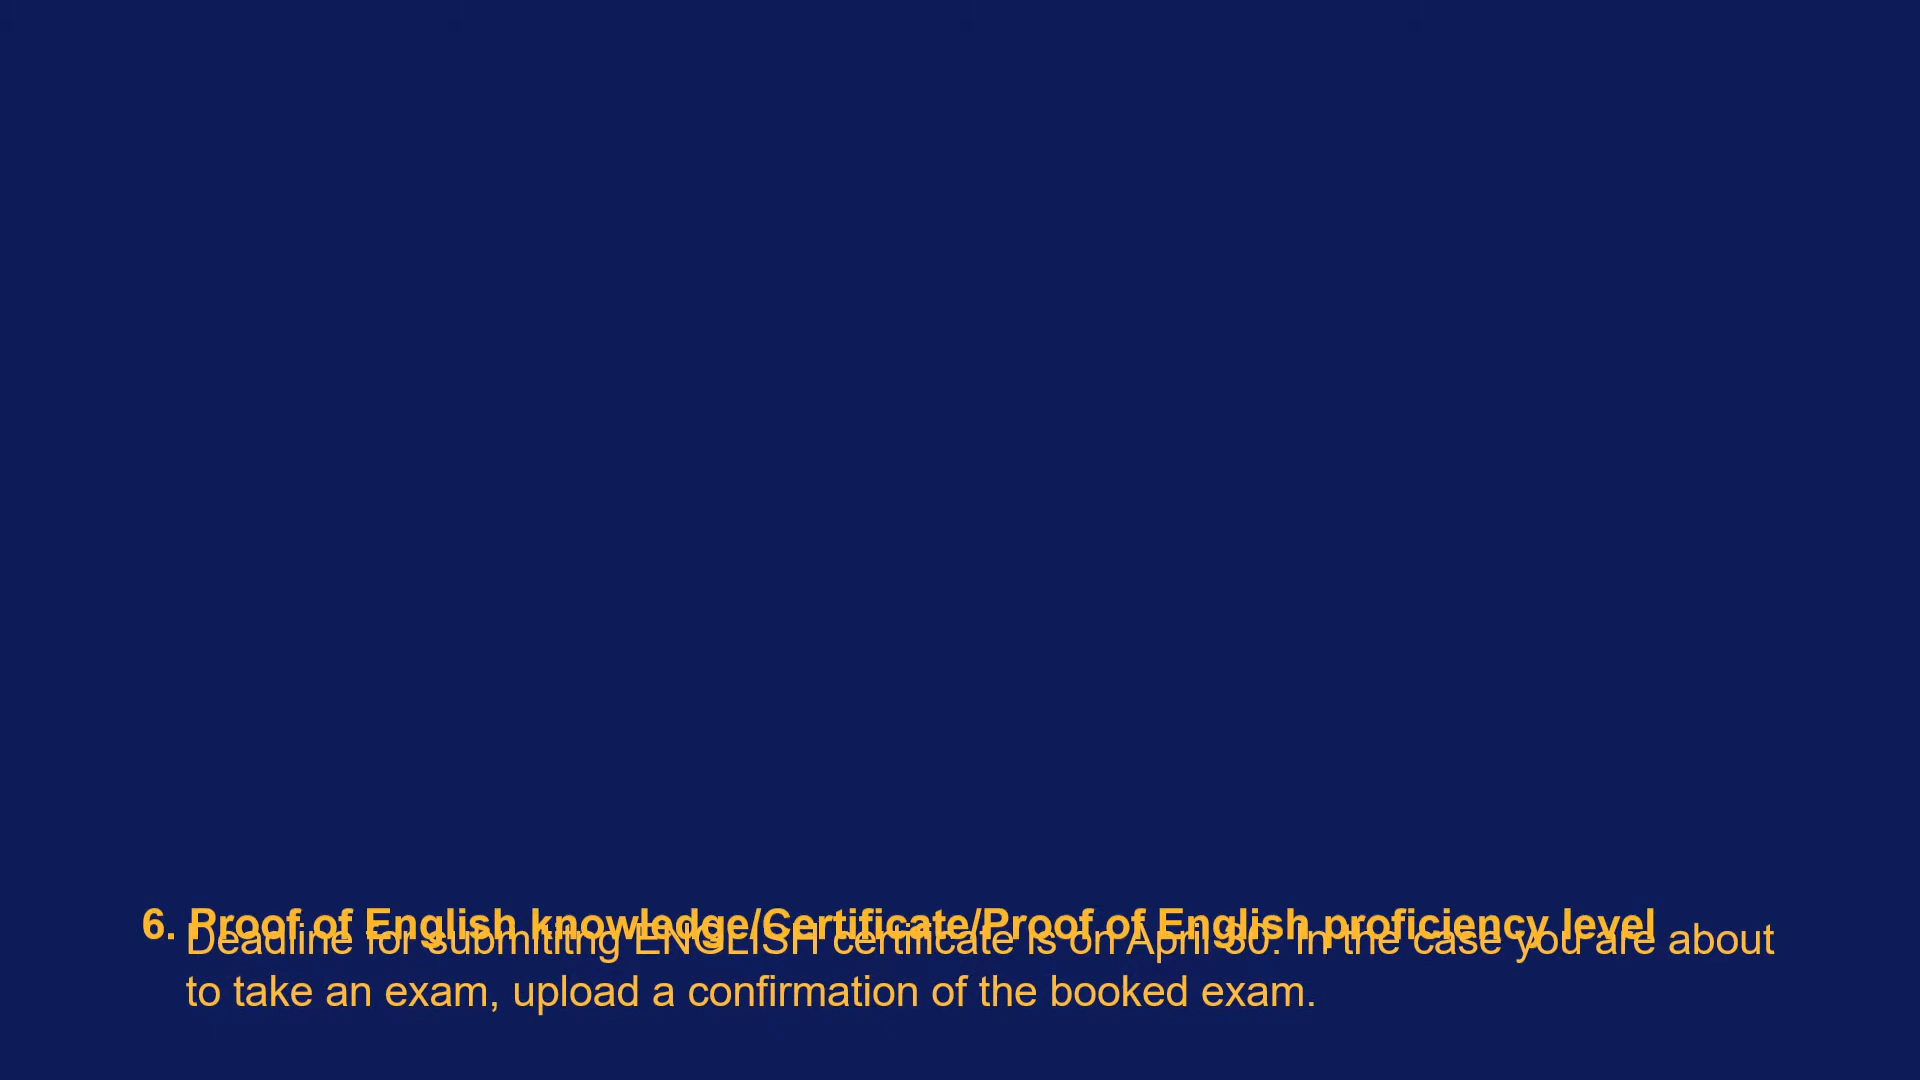 6. Proof of English knowledge/Certificate/Proof of English proficiency level
Deadline for submititng ENGLISH certificate is on April 30. In the case you are about
to take an exam, upload a confirmation of the booked exam.